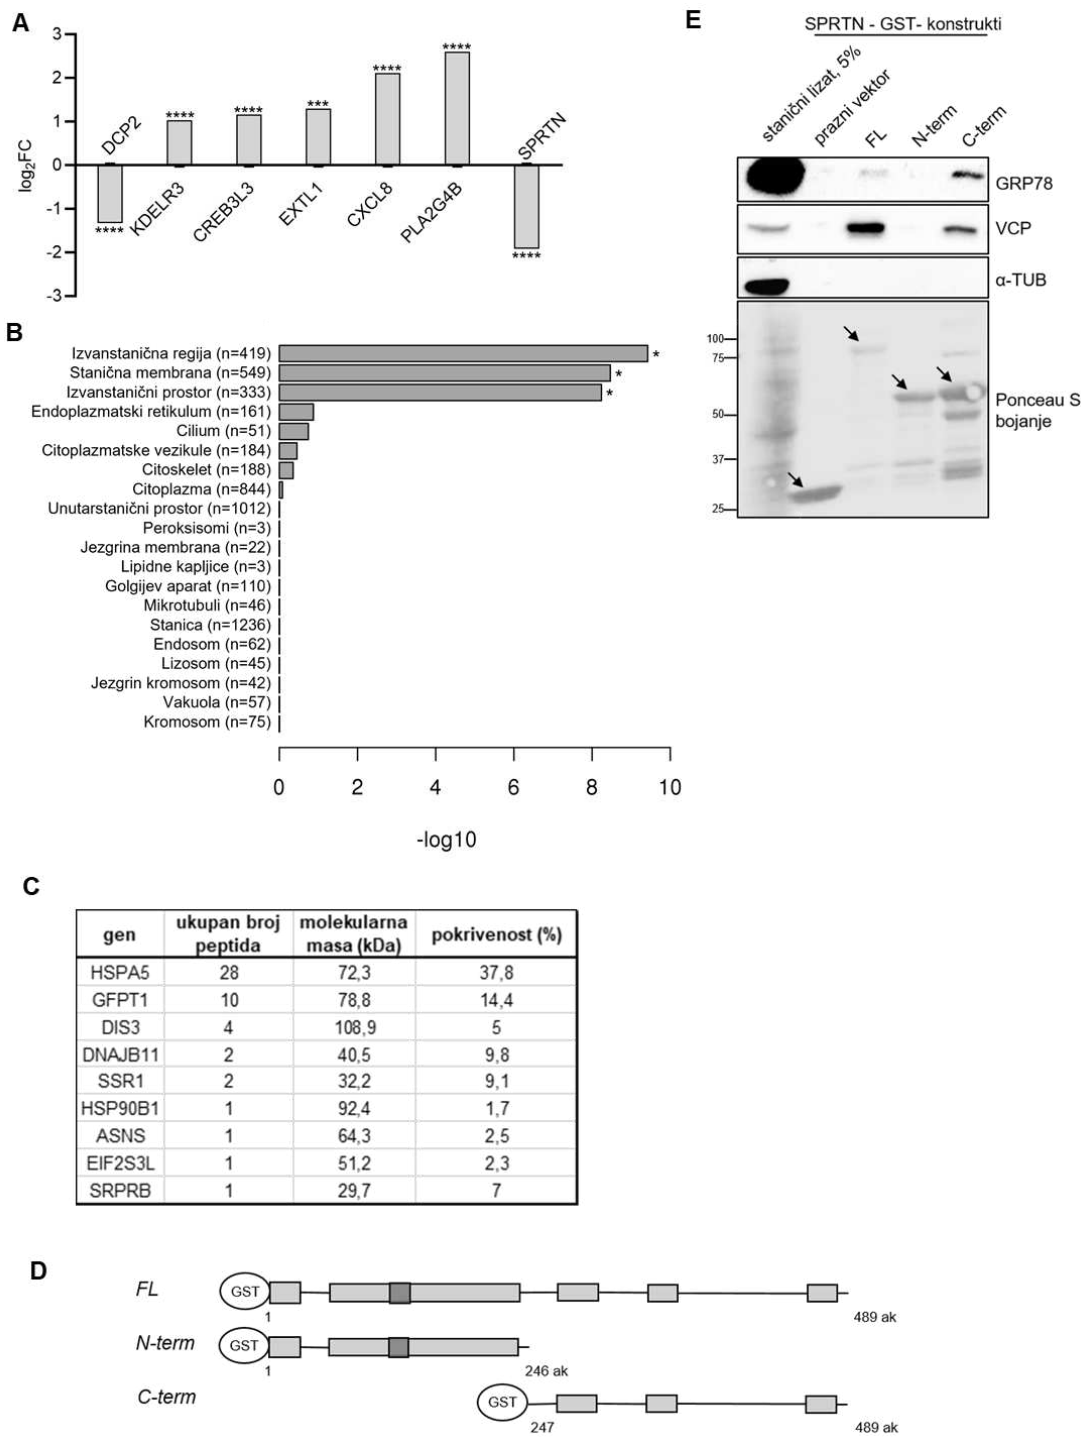 A
3
2
1
0
-1
-2
-3
log2FC
DCP2
KDELR3
CREB3L3
EXTL1
CXCL8
PLA2G4B
SPRTN
****
****
****
***
****
****
****
B
Izvanstanična regija (n=419) *
Stanična membrana (n=549) *
Izvanstanični prostor (n=333) *
Endoplazmatski retikulum (n=161)
Cilium (n=51)
Citoplazmatske vezikule (n=184)
Citoskelet (n=188)
Citoplazma (n=844)
Unutarstanični prostor (n=1012)
Peroksisomi (n=3)
Jezgrina membrana (n=22)
Lipidne kapljice (n=3)
Golgijev aparat (n=110)
Mikrotubuli (n=46)
Stanica (n=1236)
Endosom (n=62)
Lizosom (n=45)
Jezgrin kromosom (n=42)
Vakuola (n=57)
Kromosom (n=75)
0 2 4 6 8 10
-log10
C
gen ukupan broj peptida molekularna masa (kDa) pokrivenost (%)
HSPA5 28 72,3 37,8
GFPT1 10 78,8 14,4
DIS3 4 108,9 5
DNAJB11 2 40,5 9,8
SSR1 2 32,2 9,1
HSP90B1 1 92,4 1,7
ASNS 1 64,3 2,5
EIF2S3L 1 51,2 2,3
SRPRB 1 29,7 7
D
FL GST
1 489 ak
N-term GST
1 246 ak
C-term GST
247 489 ak
E
SPRTN - GST- konstrukti
stanični lizat, 5%
prazni vektor
FL
N-term
C-term
GRP78
VCP
α-TUB
100
75
50
37
25
Ponceau S
bojanje